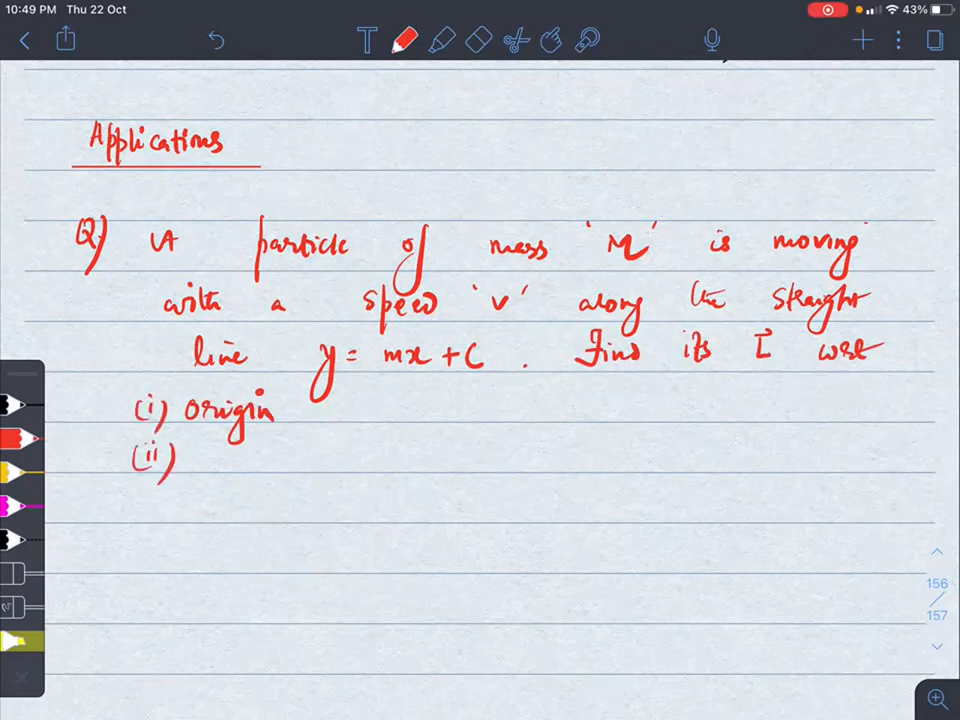 10:49 PM Thu 22 Oct
43%
Applications
Q) A particle of mass 'M' is moving
with a speed 'v' along the straight
line y = mx + C . Find its L wrt
(i) origin
(ii)
156
157